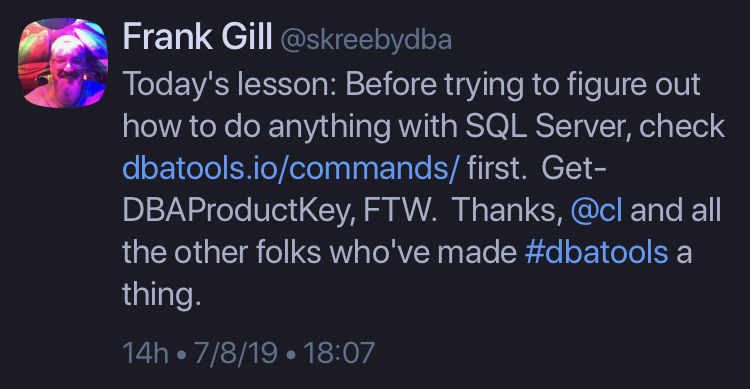 Frank Gill @skreebydba
Today's lesson: Before trying to figure out
how to do anything with SQL Server, check
dbatools.io/commands/ first.  Get-
DBAProductKey, FTW.  Thanks, @cl and all
the other folks who've made #dbatools a
thing.
14h • 7/8/19 • 18:07